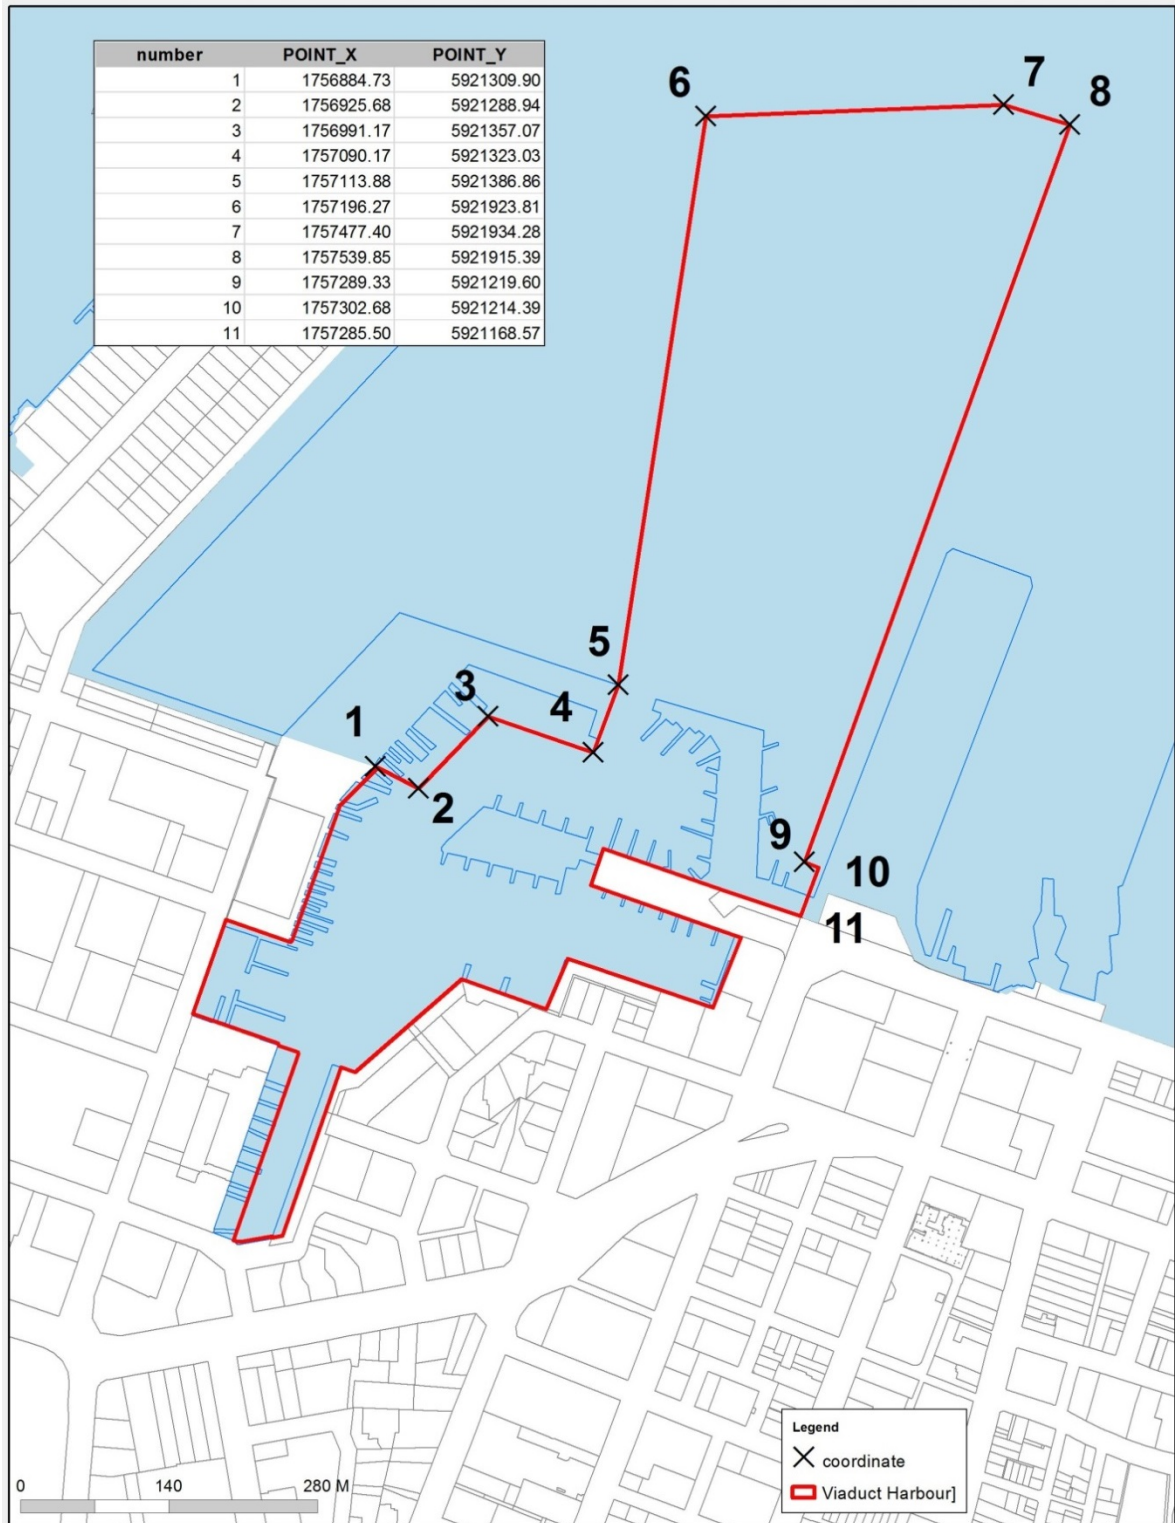 number POINT_X POINT_Y
1 1756884.73 5921309.90
2 1756925.68 5921288.94
3 1756991.17 5921357.07
4 1757090.17 5921323.03
5 1757113.88 5921386.86
6 1757196.27 5921923.81
7 1757477.40 5921934.28
8 1757539.85 5921915.39
9 1757289.33 5921219.60
10 1757302.68 5921214.39
11 1757285.50 5921168.57
6
7
8
5
3
4
1
2
9
10
11
Legend
coordinate
Viaduct Harbour]
0 140 280 M